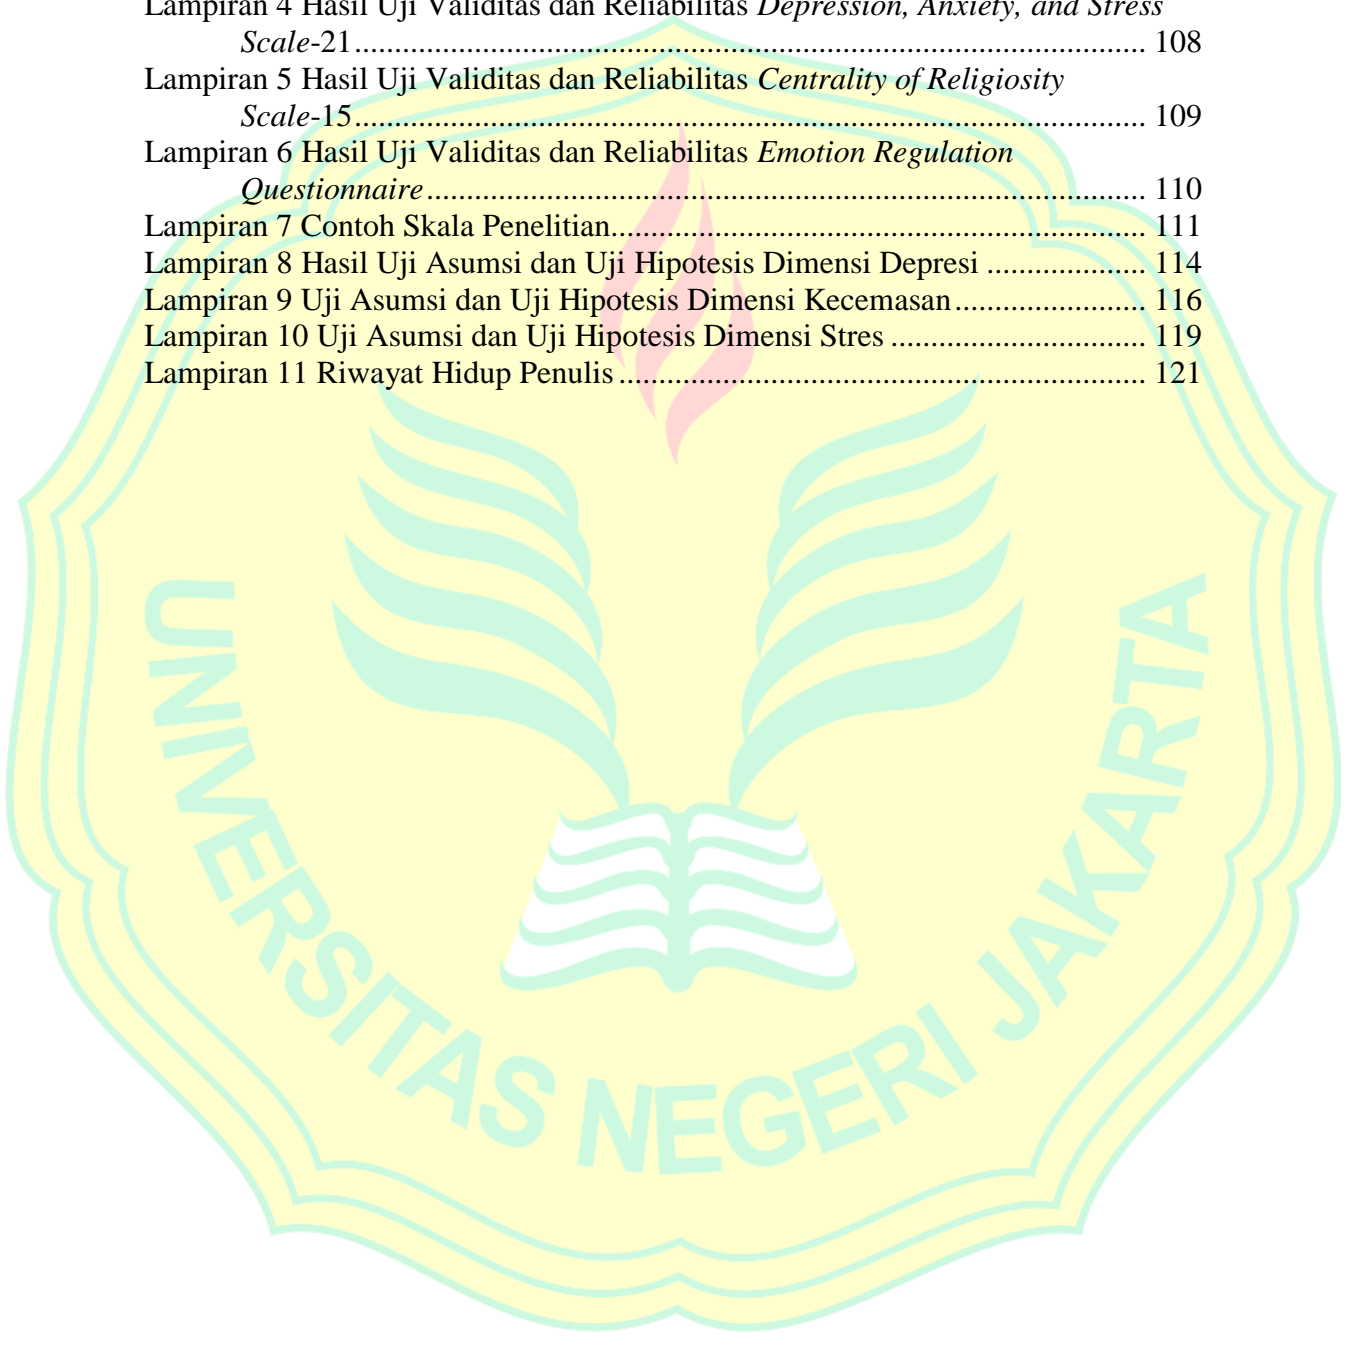 Lampiran 4 Hasil Uji Validitas dan Reliabilitas Depression, Anxiety, and Stress
Scale-21.................................................................................................... 108
Lampiran 5 Hasil Uji Validitas dan Reliabilitas Centrality of Religiosity
Scale-15.................................................................................................... 109
Lampiran 6 Hasil Uji Validitas dan Reliabilitas Emotion Regulation
Questionnaire.......................................................................................... 110
Lampiran 7 Contoh Skala Penelitian.................................................................... 111
Lampiran 8 Hasil Uji Asumsi dan Uji Hipotesis Dimensi Depresi .................... 114
Lampiran 9 Uji Asumsi dan Uji Hipotesis Dimensi Kecemasan........................ 116
Lampiran 10 Uji Asumsi dan Uji Hipotesis Dimensi Stres ................................ 119
Lampiran 11 Riwayat Hidup Penulis................................................................... 121
UNIVERSITAS NEGERI JAKARTA